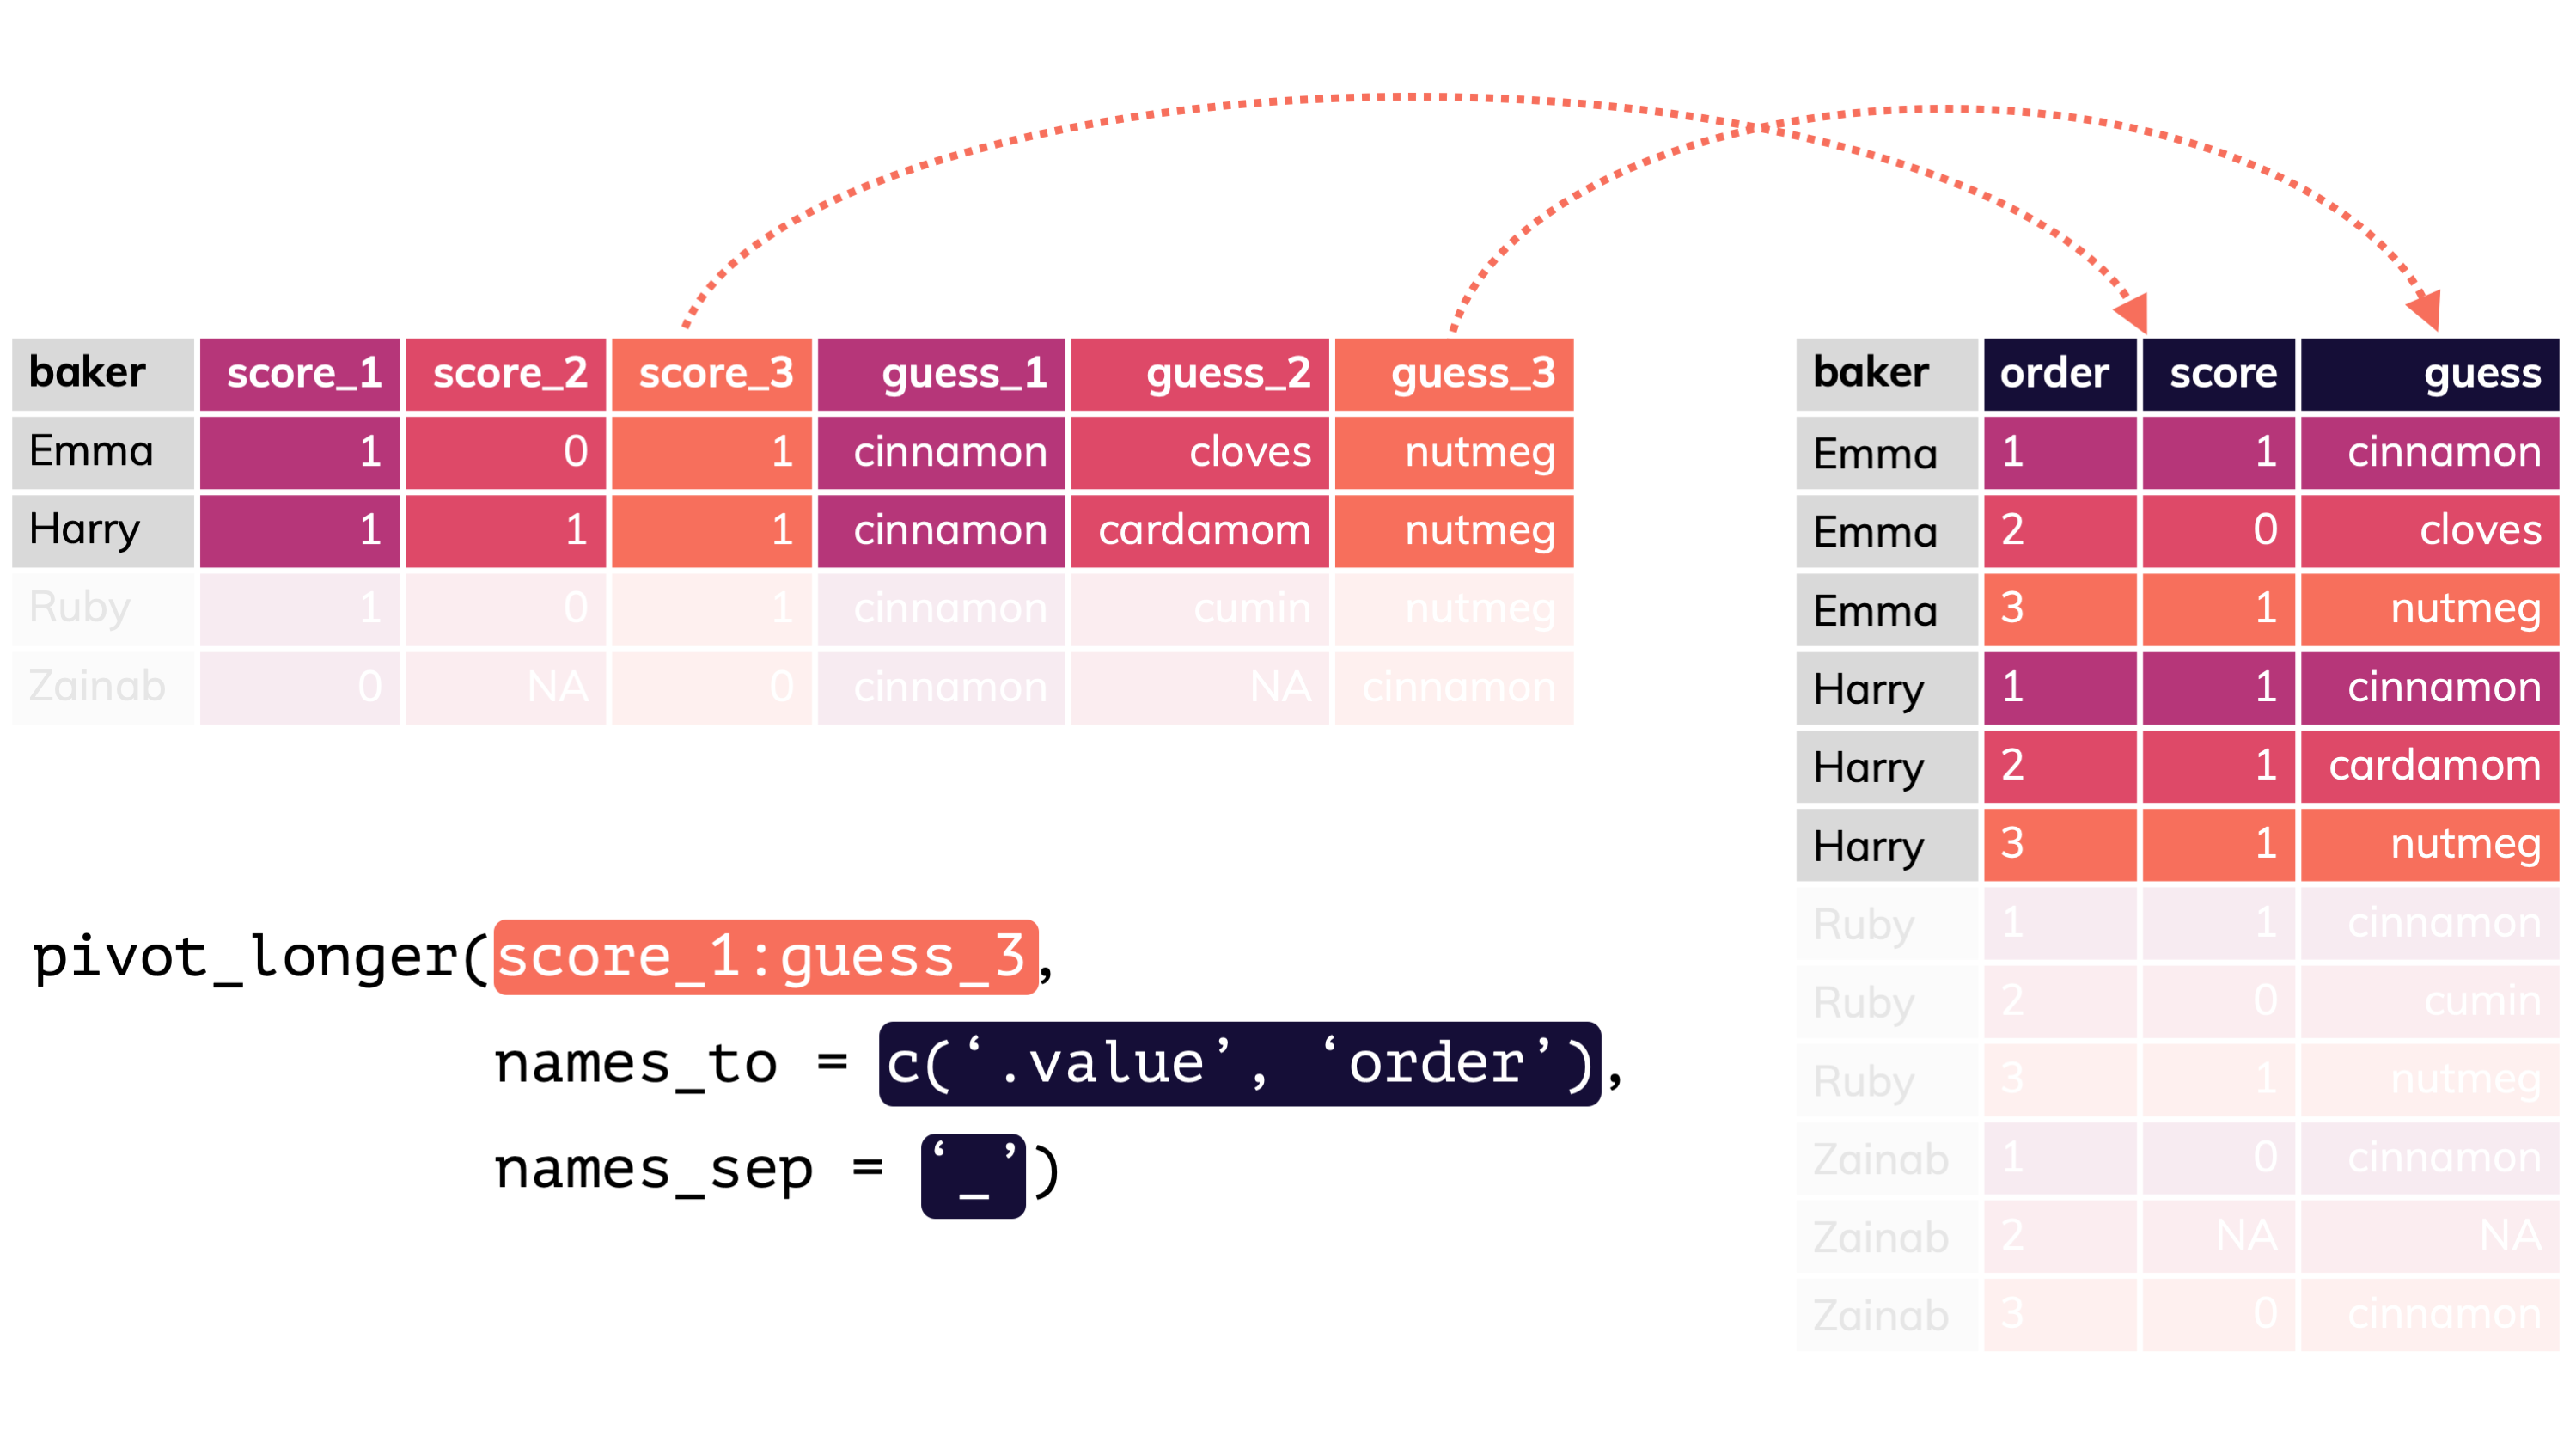 baker score_1 score_2 score_3 guess_1 guess_2 guess_3
Emma 1 0 1 cinnamon cloves nutmeg
Harry 1 1 1 cinnamon cardamom nutmeg
Ruby 1 0 1 cinnamon cumin nutmeg
Zainab 0 NA 0 cinnamon NA cinnamon
pivot_longer(score_1:guess_3,
names_to = c(‘.value’, ‘order’),
names_sep = ‘_’)
baker order score guess
Emma 1 1 cinnamon
Emma 2 0 cloves
Emma 3 1 nutmeg
Harry 1 1 cinnamon
Harry 2 1 cardamom
Harry 3 1 nutmeg
Ruby 1 1 cinnamon
Ruby 2 0 cumin
Ruby 3 1 nutmeg
Zainab 1 0 cinnamon
Zainab 2 NA NA
Zainab 3 0 cinnamon